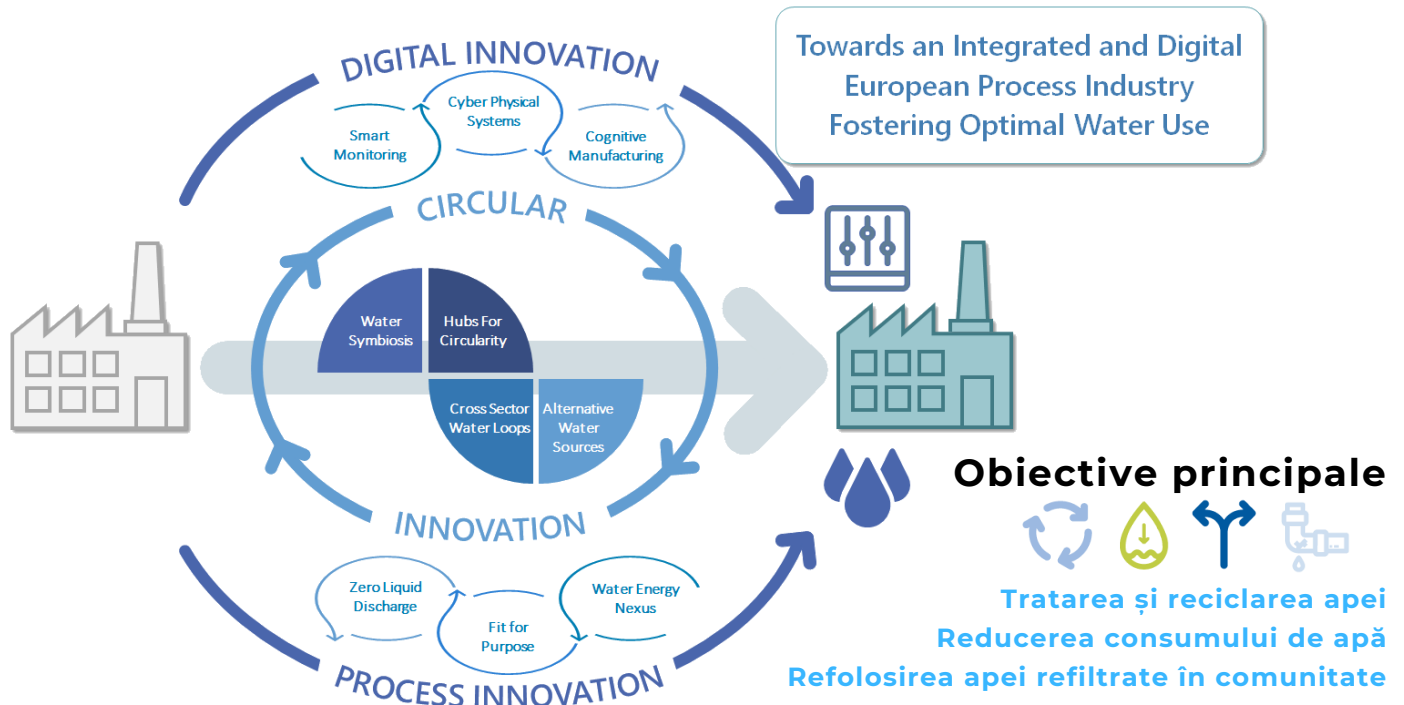 DIGITAL INNOVATION
Towards an Integrated and Digital
European Process Industry
Fostering Optimal Water Use
Smart
Monitoring
Cyber Physical
Systems
Cognitive
Manufacturing
CIRCULAR
Water
Symbiosis
Hubs For
Circularity
Cross Sector
Water Loops
Alternative
Water
Sources
INNOVATION
Zero Liquid
Discharge
Fit for
Purpose
Water Energy
Nexus
PROCESS INNOVATION
Obiective principale
Tratarea și reciclarea apei
Reducerea consumului de apă
Refolosirea apei refiltrate în comunitate